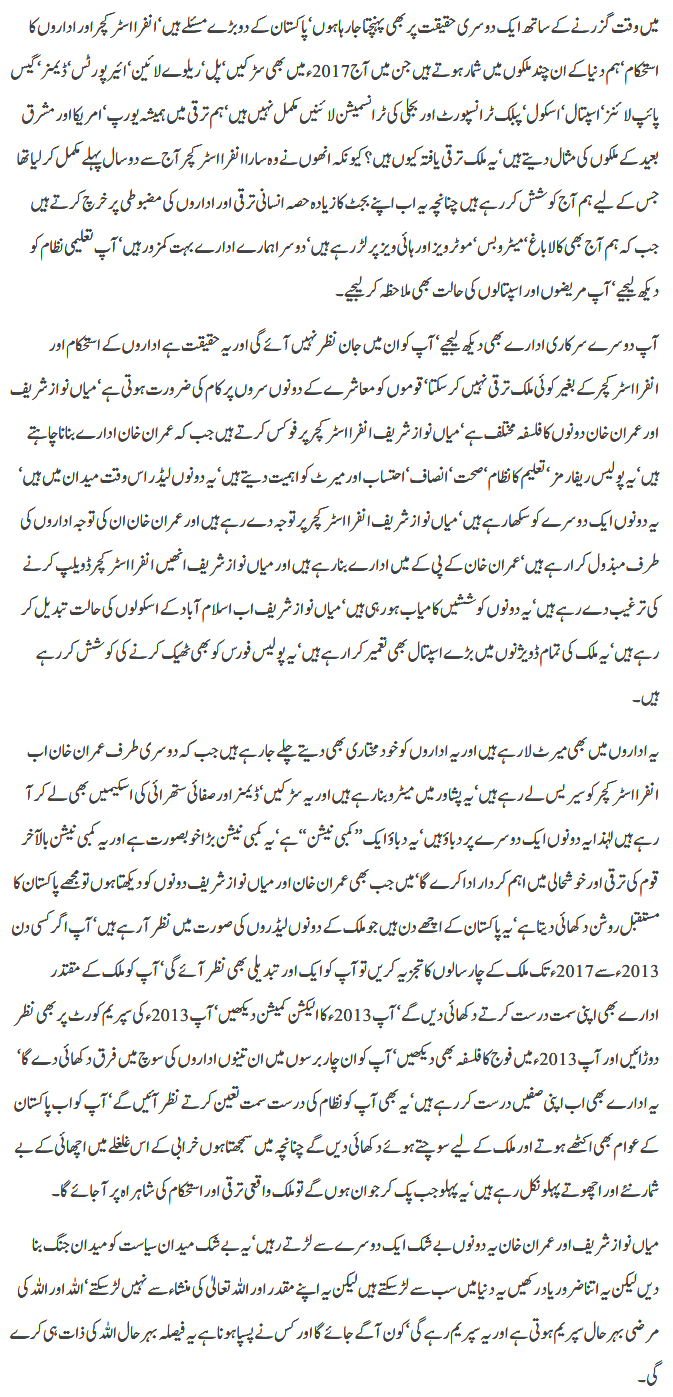 میں وقت گزرنے کے ساتھ ایک دوسری حقیقت پر بھی پہنچتا جا رہا ہوں‘ پاکستان کے دو بڑے مسئلے ہیں‘ انفرااسٹرکچر اور اداروں کا
استحکام‘ ہم دنیا کے ان چند ملکوں میں شمار ہوتے ہیں جن میں آج 2017ء میں بھی سڑکیں‘ پل‘ ریلوے لائین‘ ائیرپورٹس‘ ڈیمز‘ گیس
پائپ لائنز‘ اسپتال‘ اسکول‘ پبلک ٹرانسپورٹ اور بجلی کی ٹرانسمیشن لائنیں مکمل نہیں ہیں‘ ہم ترقی میں ہمیشہ یورپ‘ امریکا اور مشرق
بعید کے ملکوں کی مثال دیتے ہیں‘ یہ ملک ترقی یافتہ کیوں ہیں؟ کیونکہ انھوں نے وہ سارا انفرااسٹرکچر آج سے دو سال پہلے مکمل کر لیا تھا
جس کے لیے ہم آج کوشش کر رہے ہیں چنانچہ یہ اب اپنے بجٹ کا زیادہ حصہ انسانی ترقی اور اداروں کی مضبوطی پر خرچ کرتے ہیں
جب کہ ہم آج بھی کالا باغ‘ میٹرو بس‘ موٹرویز اور ہائی ویز پر لڑ رہے ہیں‘ دوسرا ہمارے ادارے بہت کمزور ہیں‘ آپ تعلیمی نظام کو
دیکھ لیجیے‘ آپ مریضوں اور اسپتالوں کی حالت بھی ملاحظہ کر لیجیے۔
آپ دوسرے سرکاری ادارے بھی دیکھ لیجیے‘ آپ کو ان میں جان نظر نہیں آئے گی اور یہ حقیقت ہے اداروں کے استحکام اور
انفرااسٹرکچر کے بغیر کوئی ملک ترقی نہیں کر سکتا‘ قوموں کو معاشرے کے دونوں سروں پر کام کی ضرورت ہوتی ہے‘ میاں نواز شریف
اور عمران خان دونوں کا فلسفہ مختلف ہے‘ میاں نواز شریف انفرااسٹرکچر پر فوکس کرتے ہیں جب کہ عمران خان ادارے بنانا چاہتے
ہیں‘ یہ پولیس ریفارمز‘ تعلیم کا نظام‘ صحت‘ انصاف‘ احتساب اور میرٹ کو اہمیت دیتے ہیں‘ یہ دونوں لیڈر اس وقت میدان میں ہیں‘
یہ دونوں ایک دوسرے کو سکھا رہے ہیں‘ میاں نواز شریف انفرااسٹرکچر پر توجہ دے رہے ہیں اور عمران خان ان کی توجہ اداروں کی
طرف مبذول کرا رہے ہیں‘ عمران خان کے پی کے میں ادارے بنا رہے ہیں اور میاں نواز شریف انھیں انفرااسٹرکچر ڈویلپ کرنے
کی ترغیب دے رہے ہیں‘ یہ دونوں کوششیں کامیاب ہو رہی ہیں‘ میاں نواز شریف اب اسلام آباد کے اسکولوں کی حالت تبدیل کر
رہے ہیں‘ یہ ملک کی تمام ڈویژنوں میں بڑے اسپتال بھی تعمیر کرا رہے ہیں‘ یہ پولیس فورس کو بھی ٹھیک کرنے کی کوشش کر رہے
ہیں۔
یہ اداروں میں بھی میرٹ لا رہے ہیں اور یہ اداروں کو خود مختاری بھی دیتے چلے جا رہے ہیں جب کہ دوسری طرف عمران خان اب
انفرااسٹرکچر کو سیریس لے رہے ہیں‘ یہ پشاور میں میٹرو بنا رہے ہیں اور یہ سڑکیں‘ ڈیمز اور صفائی ستھرائی کی اسکیمیں بھی لے کر آ
رہے ہیں لہٰذا یہ دونوں ایک دوسرے پر دباؤ ہیں‘ یہ دباؤ ایک ”کمبی نیشن“ ہے‘ یہ کمبی نیشن بڑا خوبصورت ہے اور یہ کمبی نیشن بالآخر
قوم کی ترقی اور خوشحالی میں اہم کردار ادا کرے گا‘ میں جب بھی عمران خان اور میاں نواز شریف دونوں کو دیکھتا ہوں تو مجھے پاکستان کا
مستقبل روشن دکھائی دیتا ہے‘ یہ پاکستان کے اچھے دن ہیں جو ملک کے دونوں لیڈروں کی صورت میں نظر آ رہے ہیں‘ آپ اگر کسی دن
2013ء سے 2017ء تک ملک کے چار سالوں کا تجزیہ کریں تو آپ کو ایک اور تبدیلی بھی نظر آئے گی‘ آپ کو ملک کے مقتدر
ادارے بھی اپنی سمت درست کرتے دکھائی دیں گے‘ آپ 2013ء کا الیکشن کمیشن دیکھیں‘ آپ 2013ء کی سپریم کورٹ پر بھی نظر
دوڑائیں اور آپ 2013ء میں فوج کا فلسفہ بھی دیکھیں‘ آپ کو ان چار برسوں میں ان تینوں اداروں کی سوچ میں فرق دکھائی دے گا‘
یہ ادارے بھی اب اپنی صفیں درست کر رہے ہیں‘ یہ بھی آپ کو نظام کی درست سمت تعین کرتے نظر آئیں گے‘ آپ کو اب پاکستان
کے عوام بھی اکٹھے ہوتے اور ملک کے لیے سوچتے ہوئے دکھائی دیں گے چنانچہ میں سمجھتا ہوں خرابی کے اس غلغلے میں اچھائی کے بے
شمار نئے اور اچھوتے پہلو نکل رہے ہیں‘ یہ پہلو جب پک کر جوان ہوں گے تو ملک واقعی ترقی اور استحکام کی شاہراہ پر آ جائے گا۔
میاں نواز شریف اور عمران خان یہ دونوں بے شک ایک دوسرے سے لڑتے رہیں‘ یہ بے شک میدان سیاست کو میدان جنگ بنا
دیں لیکن یہ اتنا ضرور یاد رکھیں یہ دنیا میں سب سے لڑ سکتے ہیں لیکن یہ اپنے مقدر اور اللہ تعالیٰ کی منشاء سے نہیں لڑ سکتے‘ اللہ اور اللہ کی
مرضی بہرحال سپریم ہوتی ہے اور یہ سپریم رہے گی‘ کون آگے جائے گا اور کس نے پسپا ہونا ہے یہ فیصلہ بہرحال اللہ کی ذات ہی کرے
گی۔